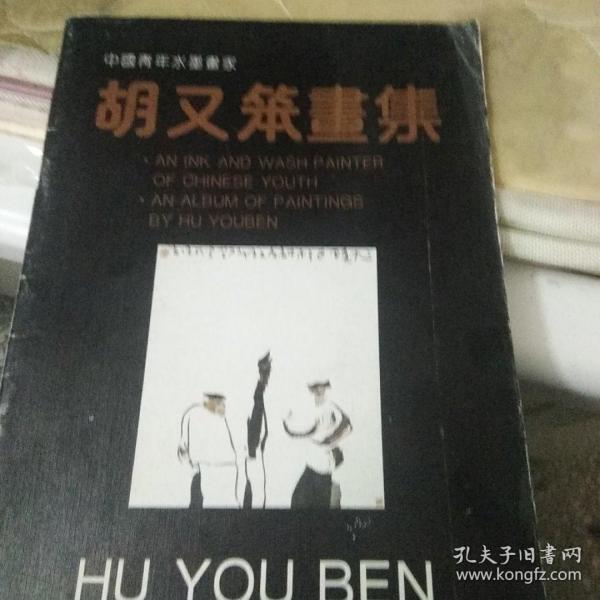 中國青年水墨畫家
胡又笨畫集
· AN INK AND WASH PAINTER
OF CHINESE YOUTH
· AN ALBUM OF PAINTINGS
BY HU YOUBEN
HU YOU BEN
孔夫子旧书网
www.kongfz.com